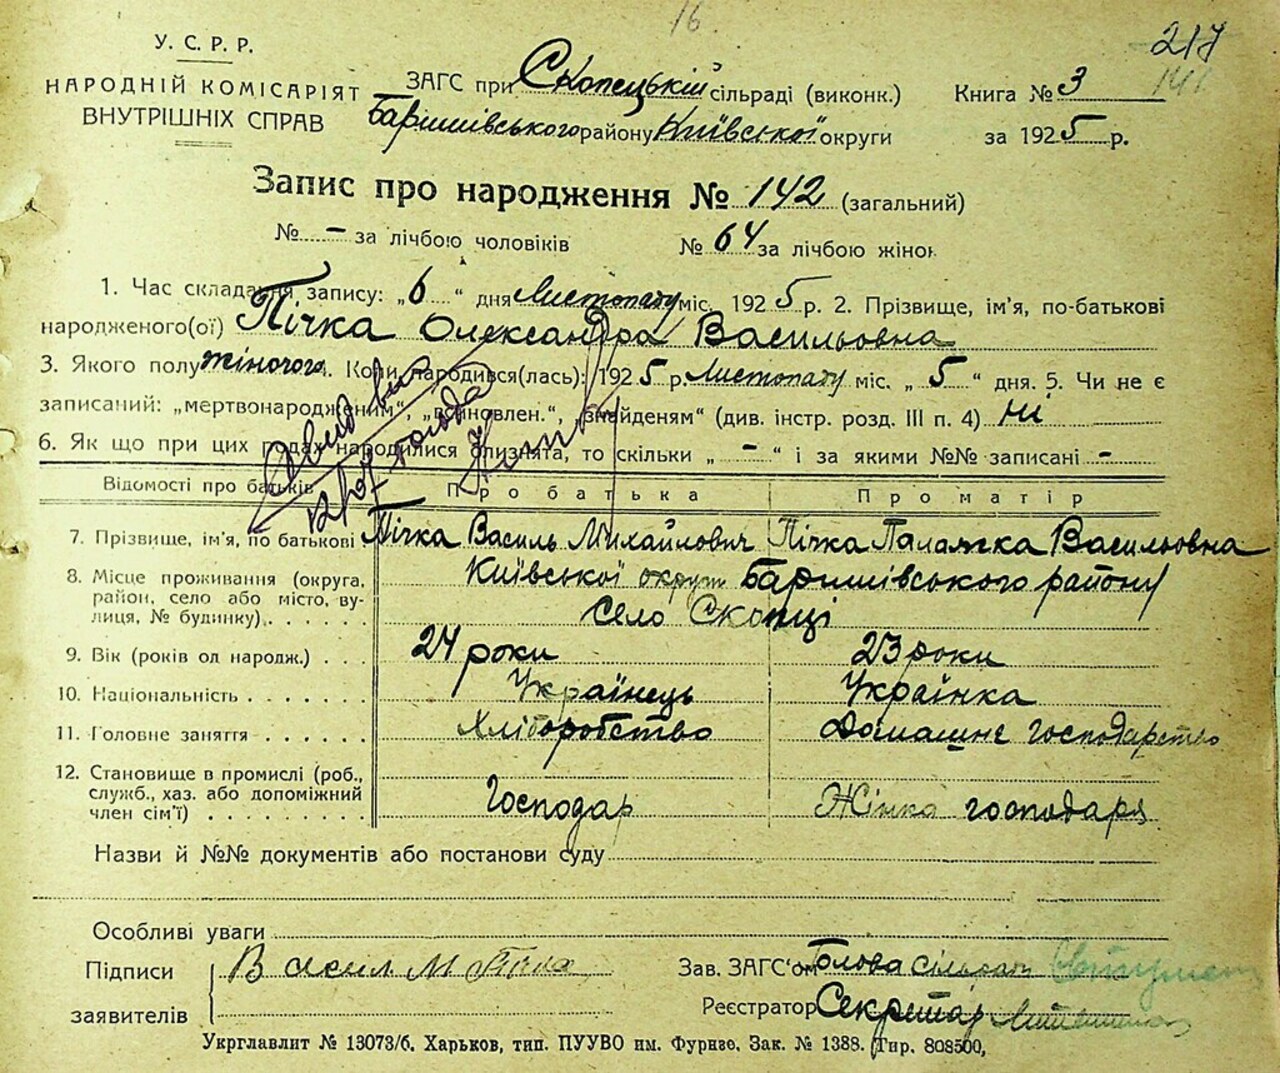 16
217
141
У. С. Р. Р.
НАРОДНІЙ КОМІСАРІЯТ
ВНУТРІШНІХ СПРАВ
ЗАГС при Скопецькій сільраді (виконк.)
Баришівського району Київської округи
Книга № 3
за 1925 р.
Запис про народження № 142 (загальний)
№ - за лічбою чоловіків № 64 за лічбою жінок
1. Час складання запису: „6“ дня Листопаду міс. 1925 р. 2. Прізвище, ім'я, по-батькові
народженого(ої) Пічка Олександра Васильовна
3. Якого полу жіночого. Коли народився(лась): 1925 р. Листопаду міс. „5“ дня. 5. Чи не є
записаний: „мертвонародженим“, „підновлен.“, „знайденям“ (див. інстр. розд. III п. 4) Ні
6. Як що при цих родах народилися близнята, то скільки „-“ і за якими №№ записані -
Відомості про батьків Про батька Про матір
7. Прізвище, ім'я, по батькові: Пічка Василь Михайлович Пічка Палажка Васильовна
8. Місце проживання (округа, Київської округи Баришівського району
район, село або місто, ву- село Скопці
лиця, № будинку)
9. Вік (років од народж.) 24 роки 23 роки
10. Національність Українець Українка
11. Головне заняття Хліборобство Домашнє господарство
12. Становище в промислі (роб.,
служб., хаз. або допоміжний Господар Жінка господаря
член сім'ї)
Назви й №№ документів або постанови суду
Особливі уваги
Підписи Васил М Пічка Зав. ЗАГС'ом Голова сільради
заявителів Реєстратор Секретар
Укрглавліт № 13073/б. Харьков, тип. ПУУВО им. Фурнзе. Зак. № 1388. Тир. 808500,